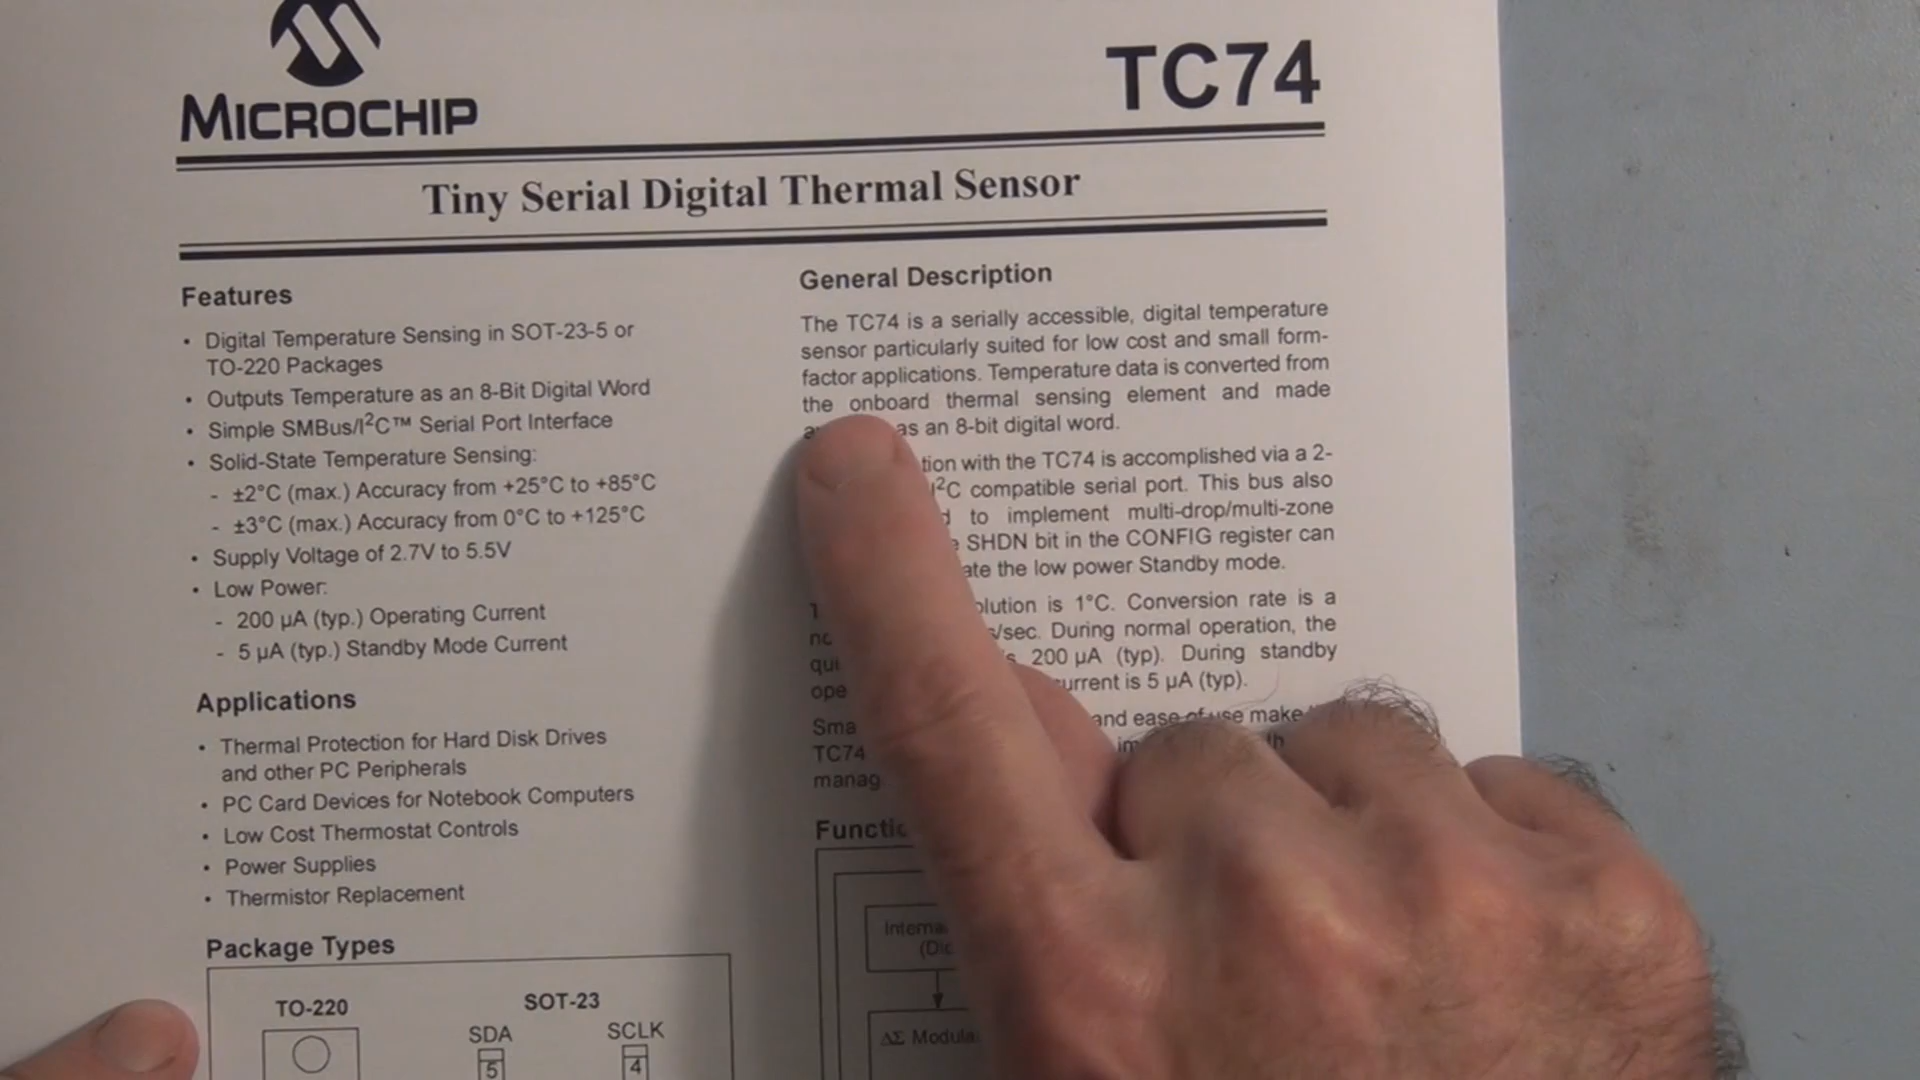 MICROCHIP
TC74
Tiny Serial Digital Thermal Sensor
Features
• Digital Temperature Sensing in SOT-23-5 or
TO-220 Packages
• Outputs Temperature as an 8-Bit Digital Word
• Simple SMBus/I²C™ Serial Port Interface
• Solid-State Temperature Sensing:
- ±2°C (max.) Accuracy from +25°C to +85°C
- ±3°C (max.) Accuracy from 0°C to +125°C
• Supply Voltage of 2.7V to 5.5V
• Low Power:
- 200 µA (typ.) Operating Current
- 5 µA (typ.) Standby Mode Current
Applications
• Thermal Protection for Hard Disk Drives
and other PC Peripherals
• PC Card Devices for Notebook Computers
• Low Cost Thermostat Controls
• Power Supplies
• Thermistor Replacement
Package Types
TO-220
SOT-23
SDA
SCLK
5
4
General Description
The TC74 is a serially accessible, digital temperature
sensor particularly suited for low cost and small form-
factor applications. Temperature data is converted from
the onboard thermal sensing element and made
as an 8-bit digital word.
with the TC74 is accomplished via a 2-
I²C compatible serial port. This bus also
to implement multi-drop/multi-zone
SHDN bit in the CONFIG register can
the low power Standby mode.
is 1°C. Conversion rate is a
/sec. During normal operation, the
200 µA (typ). During standby
is 5 µA (typ).
and ease of use make
TC74
ΔΣ